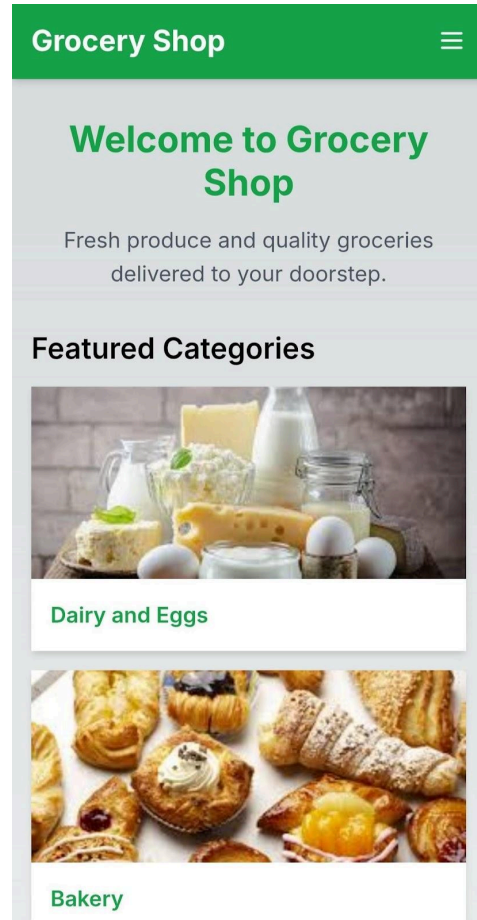 Grocery Shop
Welcome to Grocery
Shop
Fresh produce and quality groceries
delivered to your doorstep.
Featured Categories
Dairy and Eggs
Bakery